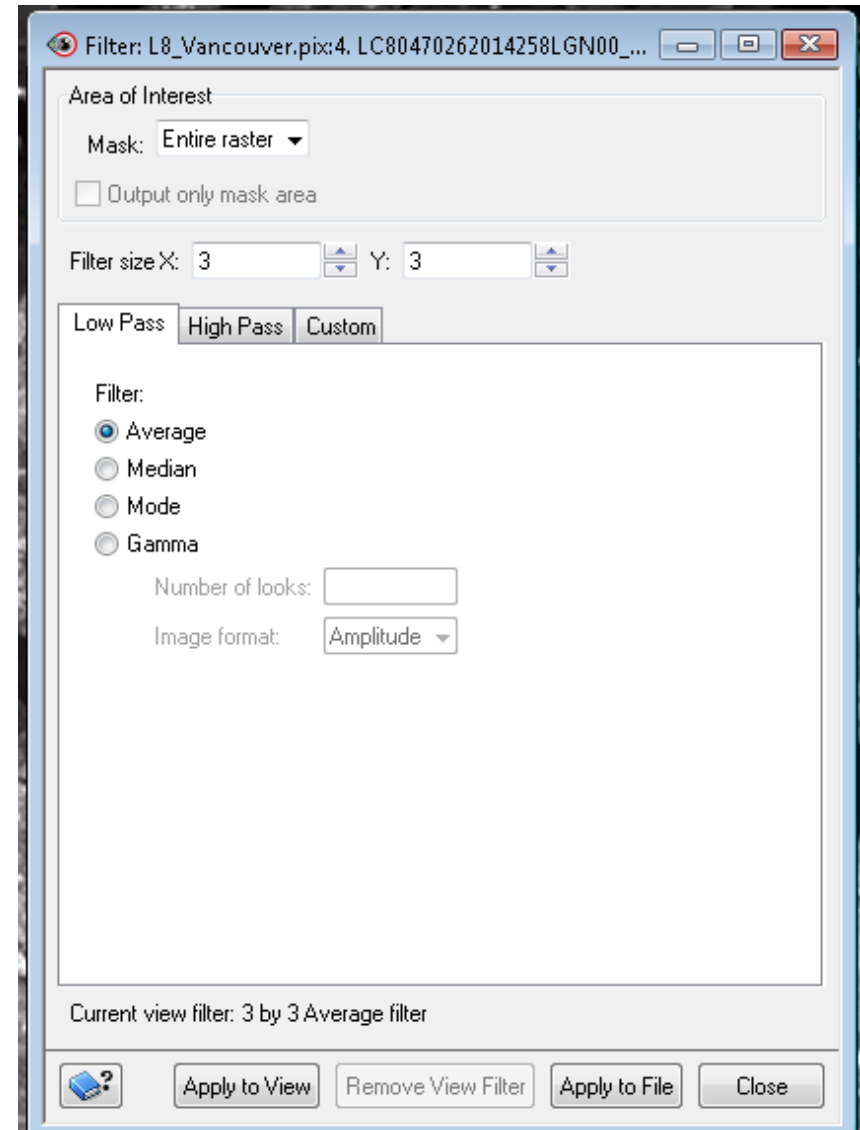 Filter: L8_Vancouver.pix:4. LC80470262014258LGN00_...
Area of Interest
Mask: Entire raster
Output only mask area
Filter size X: 3 Y: 3
Low Pass High Pass Custom
Filter:
Average
Median
Mode
Gamma
Number of looks:
Image format: Amplitude
Current view filter: 3 by 3 Average filter
? Apply to View Remove View Filter Apply to File Close